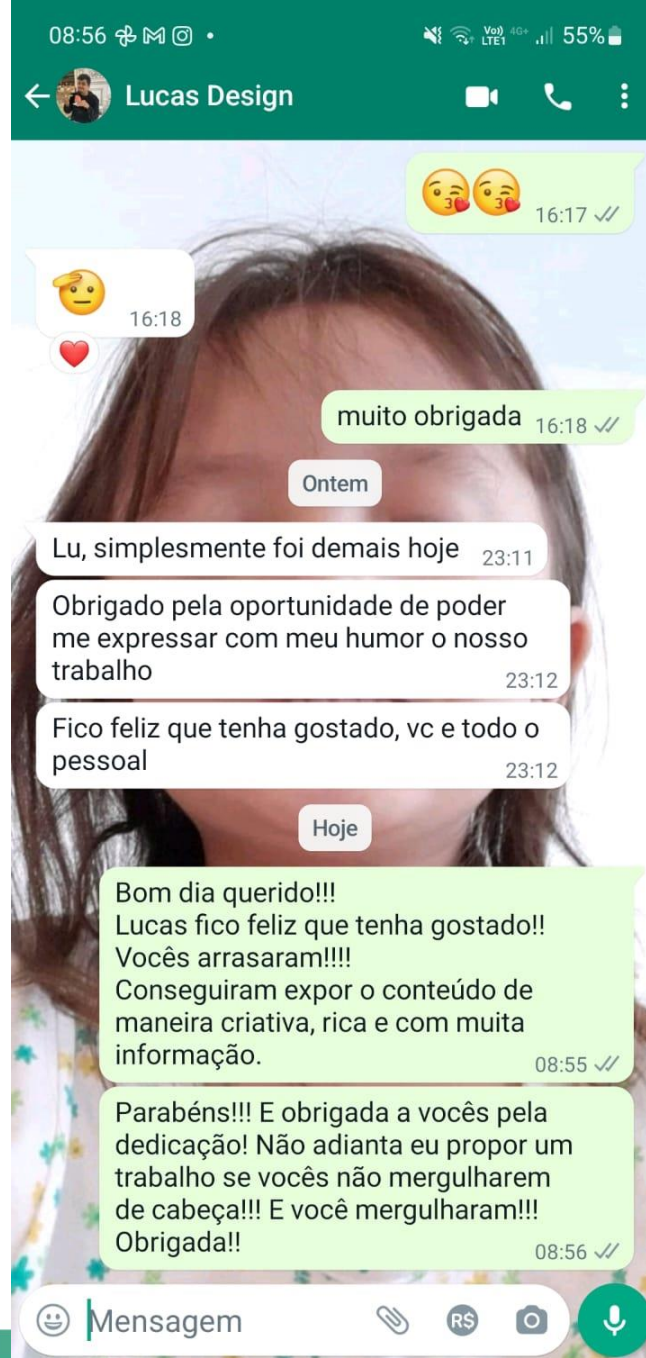 08:56 Vo)) 4G+ 55%
LTE1
Lucas Design
😘😘 16:17
🫡 16:18
❤️
muito obrigada 16:18
Ontem
Lu, simplesmente foi demais hoje 23:11
Obrigado pela oportunidade de poder
me expressar com meu humor o nosso
trabalho 23:12
Fico feliz que tenha gostado, vc e todo o
pessoal 23:12
Hoje
Bom dia querido!!!
Lucas fico feliz que tenha gostado!!
Vocês arrasaram!!!!
Conseguiram expor o conteúdo de
maneira criativa, rica e com muita
informação. 08:55
Parabéns!!! E obrigada a vocês pela
dedicação! Não adianta eu propor um
trabalho se vocês não mergulharem
de cabeça!!! E você mergulharam!!!
Obrigada!! 08:56
Mensagem R$